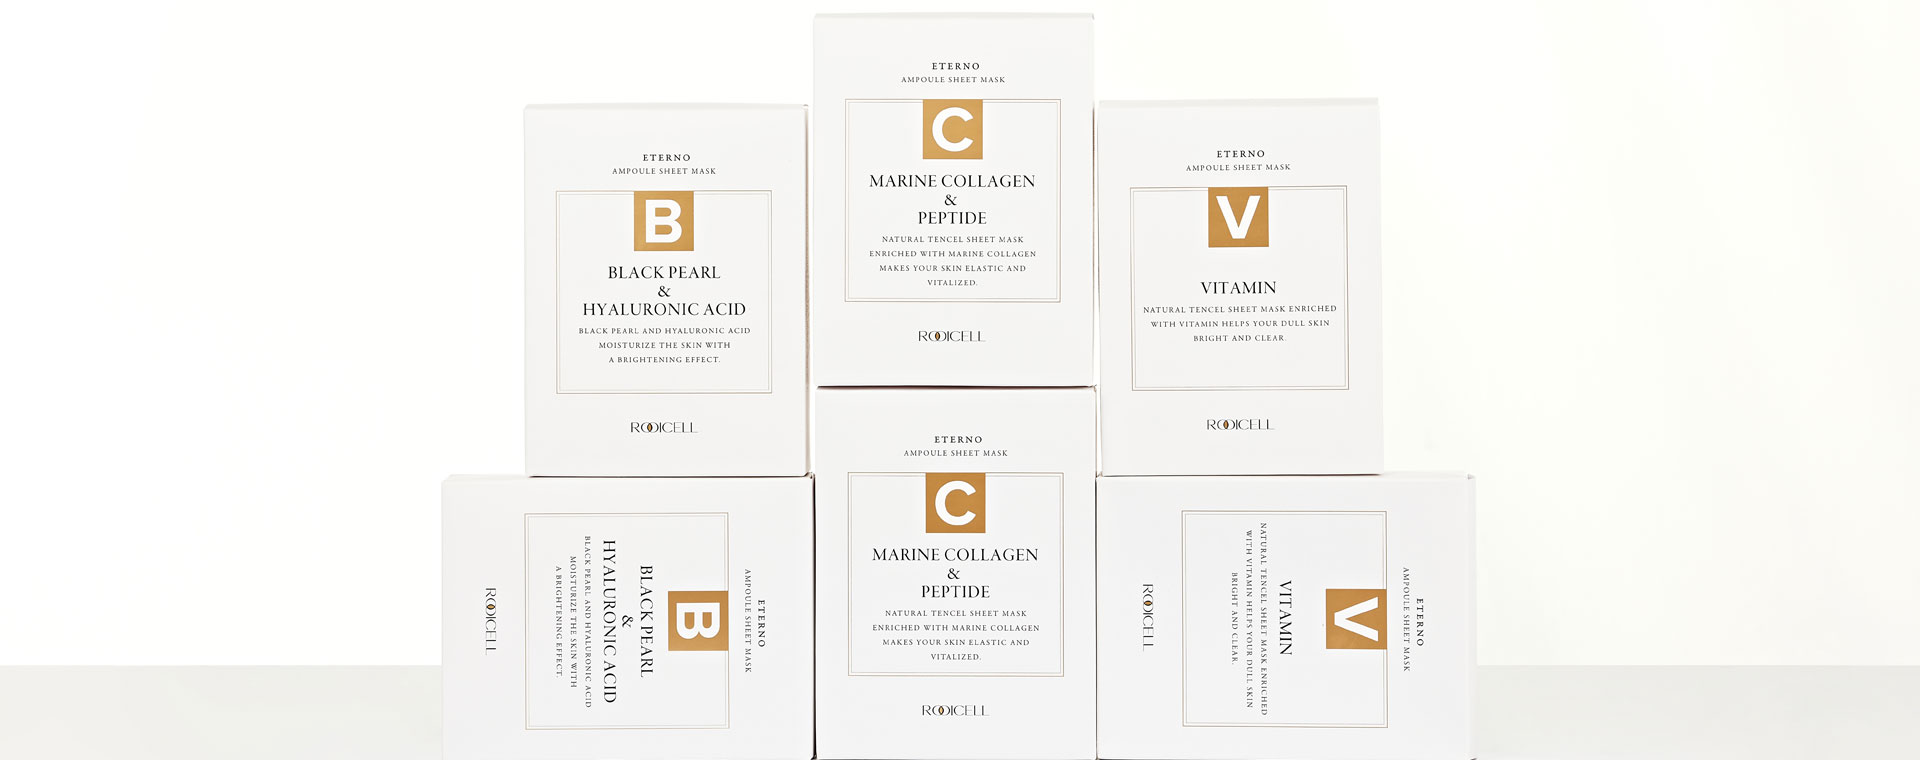 ETERNO
AMPOULE SHEET MASK
C
MARINE COLLAGEN
&
PEPTIDE
NATURAL TENCEL SHEET MASK
ENRICHED WITH MARINE COLLAGEN
MAKES YOUR SKIN ELASTIC AND
VITALIZED.
ROOICELL
ETERNO
AMPOULE SHEET MASK
B
BLACK PEARL
&
HYALURONIC ACID
BLACK PEARL AND HYALURONIC ACID
MOISTURIZE THE SKIN WITH
A BRIGHTENING EFFECT.
ROOICELL
ETERNO
AMPOULE SHEET MASK
V
VITAMIN
NATURAL TENCEL SHEET MASK ENRICHED
WITH VITAMIN HELPS YOUR DULL SKIN
BRIGHT AND CLEAR.
ROOICELL
ETERNO
AMPOULE SHEET MASK
B
BLACK PEARL
&
HYALURONIC ACID
BLACK PEARL AND HYALURONIC ACID
MOISTURIZE THE SKIN WITH
A BRIGHTENING EFFECT.
ROOICELL
ETERNO
AMPOULE SHEET MASK
C
MARINE COLLAGEN
&
PEPTIDE
NATURAL TENCEL SHEET MASK
ENRICHED WITH MARINE COLLAGEN
MAKES YOUR SKIN ELASTIC AND
VITALIZED.
ROOICELL
ETERNO
AMPOULE SHEET MASK
V
VITAMIN
NATURAL TENCEL SHEET MASK ENRICHED
WITH VITAMIN HELPS YOUR DULL SKIN
BRIGHT AND CLEAR.
ROOICELL